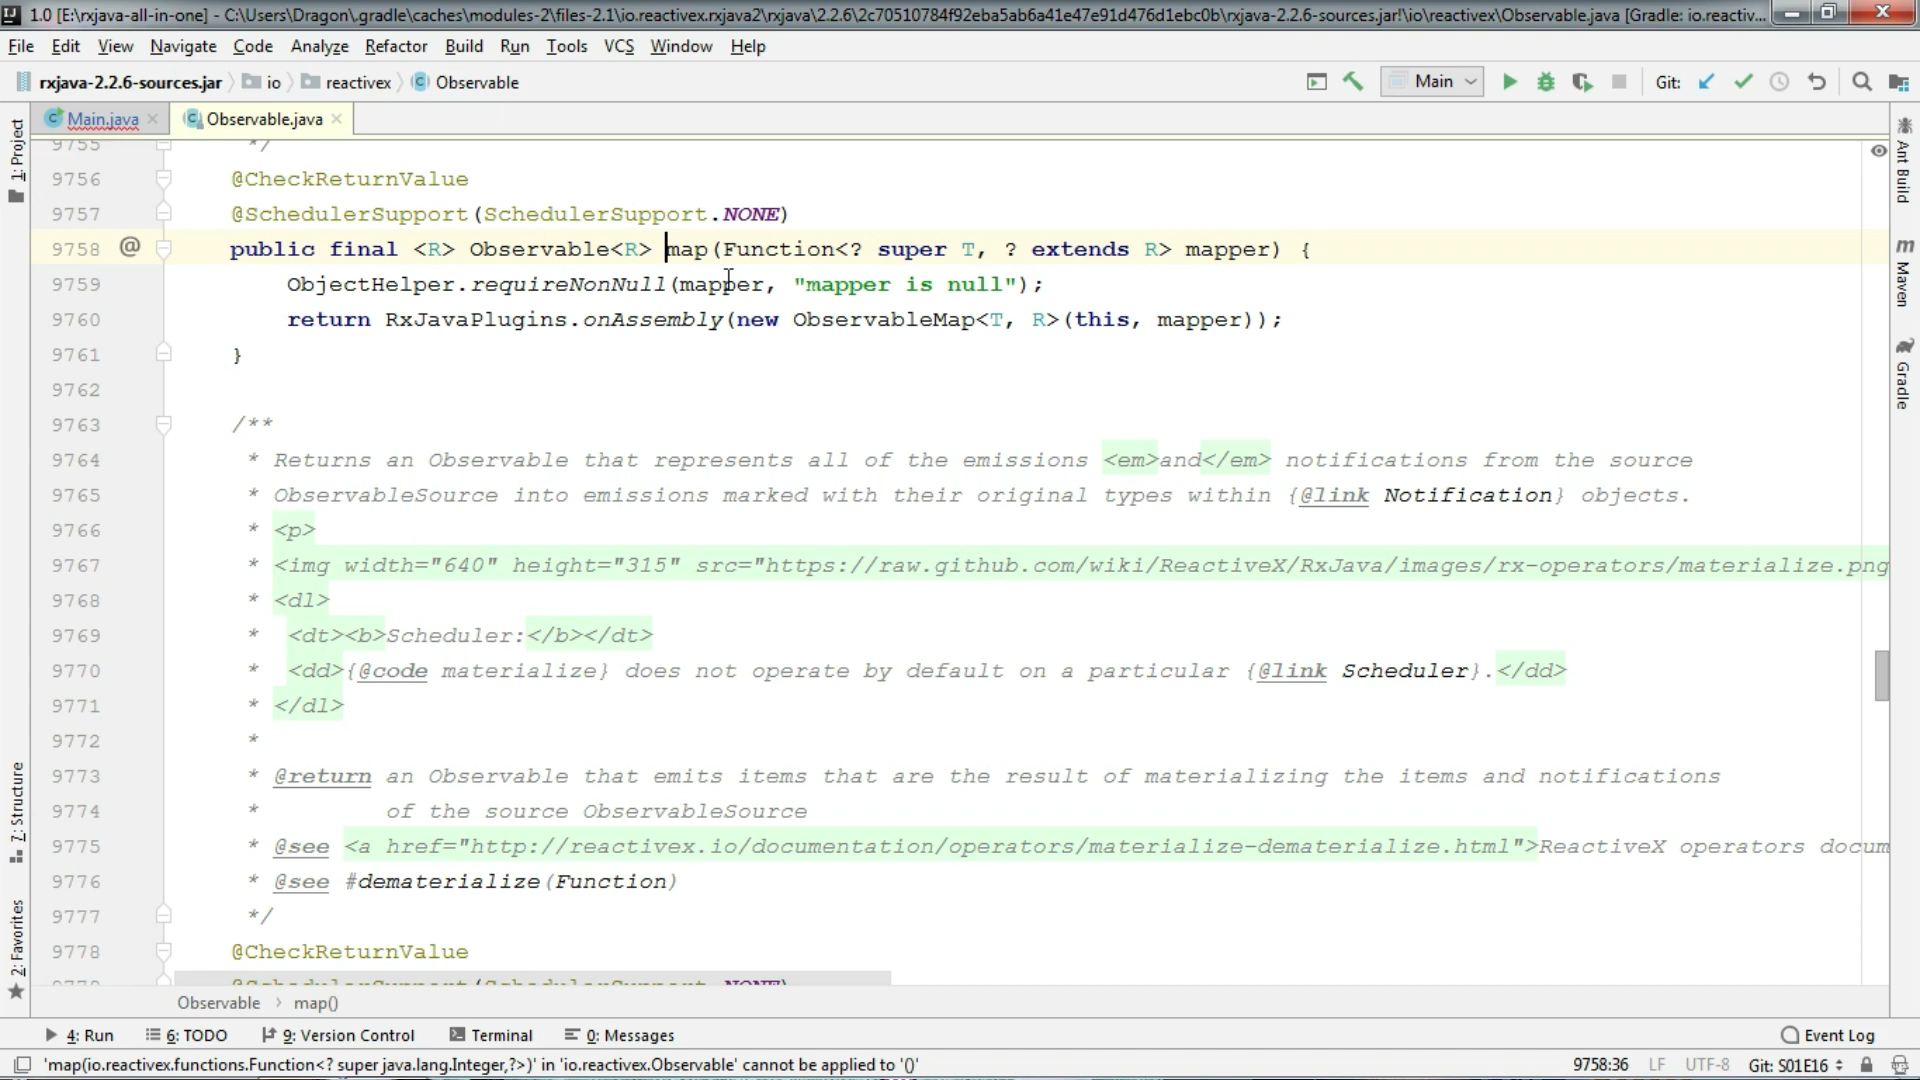 1.0 [E:\rxjava-all-in-one] - C:\Users\Dragon\.gradle\caches\modules-2\files-2.1\io.reactivex.rxjava2\rxjava\2.2.6\2c70510784f92eba5ab6a41e47e91d476d1ebc0b\rxjava-2.2.6-sources.jar!\io\reactivex\Observable.java [Gradle: io.reactiv...
File Edit View Navigate Code Analyze Refactor Build Run Tools VCS Window Help
rxjava-2.2.6-sources.jar io reactivex Observable Main Git:
Main.java Observable.java
1: Project
7: Structure
2: Favorites
Ant Build
Maven
Gradle
9755 */
9756 @CheckReturnValue
9757 @SchedulerSupport(SchedulerSupport.NONE)
9758 @ public final <R> Observable<R> map(Function<? super T, ? extends R> mapper) {
9759 ObjectHelper.requireNonNull(mapper, "mapper is null");
9760 return RxJavaPlugins.onAssembly(new ObservableMap<T, R>(this, mapper));
9761 }
9762
9763 /**
9764 * Returns an Observable that represents all of the emissions <em>and</em> notifications from the source
9765 * ObservableSource into emissions marked with their original types within {@link Notification} objects.
9766 * <p>
9767 * <img width="640" height="315" src="https://raw.github.com/wiki/ReactiveX/RxJava/images/rx-operators/materialize.png
9768 * <dl>
9769 * <dt><b>Scheduler:</b></dt>
9770 * <dd>{@code materialize} does not operate by default on a particular {@link Scheduler}.</dd>
9771 * </dl>
9772 *
9773 * @return an Observable that emits items that are the result of materializing the items and notifications
9774 * of the source ObservableSource
9775 * @see <a href="http://reactivex.io/documentation/operators/materialize-dematerialize.html">ReactiveX operators docum
9776 * @see #dematerialize(Function)
9777 */
9778 @CheckReturnValue
9779 @SchedulerSupport(SchedulerSupport.NONE)
Observable map()
4: Run 6: TODO 9: Version Control Terminal 0: Messages Event Log
'map(io.reactivex.functions.Function<? super java.lang.Integer,?>)' in 'io.reactivex.Observable' cannot be applied to '()' 9758:36 LF UTF-8 Git: S01E16